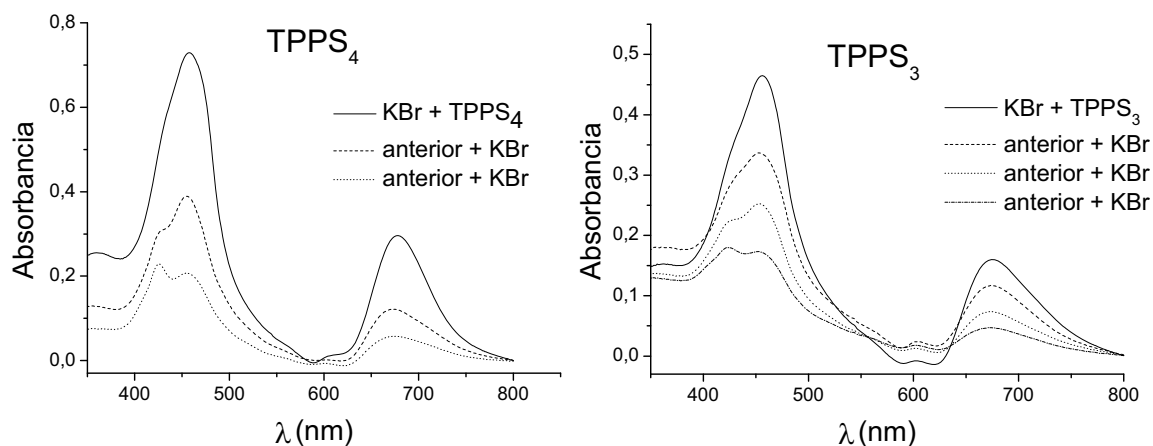 TPPS₄
KBr + TPPS₄
anterior + KBr
anterior + KBr
Absorbancia
0,8
0,6
0,4
0,2
0,0
400
500
600
700
800
λ (nm)
TPPS₃
KBr + TPPS₃
anterior + KBr
anterior + KBr
anterior + KBr
Absorbancia
0,5
0,4
0,3
0,2
0,1
0,0
400
500
600
700
800
λ (nm)